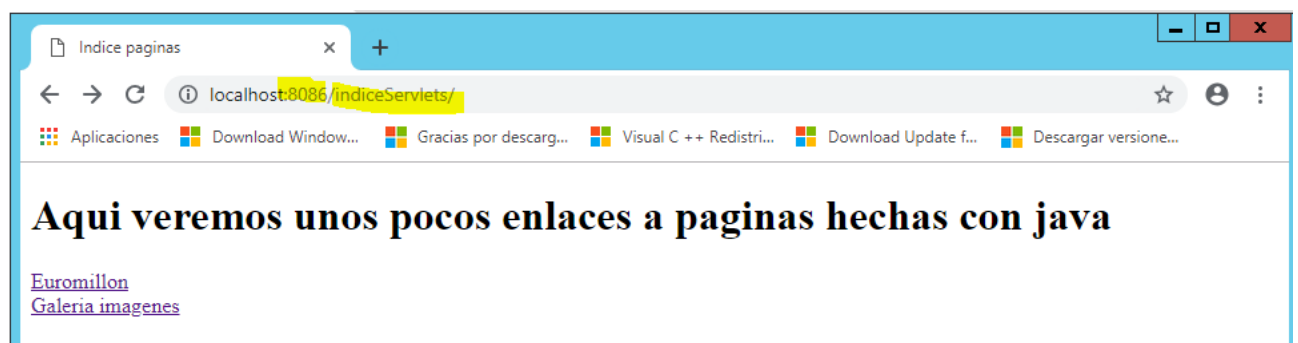 Indice paginas
localhost:8086/indiceServlets/
Aplicaciones Download Window... Gracias por descarg... Visual C ++ Redistri... Download Update f... Descargar versione...
Aqui veremos unos pocos enlaces a paginas hechas con java
Euromillon
Galeria imagenes